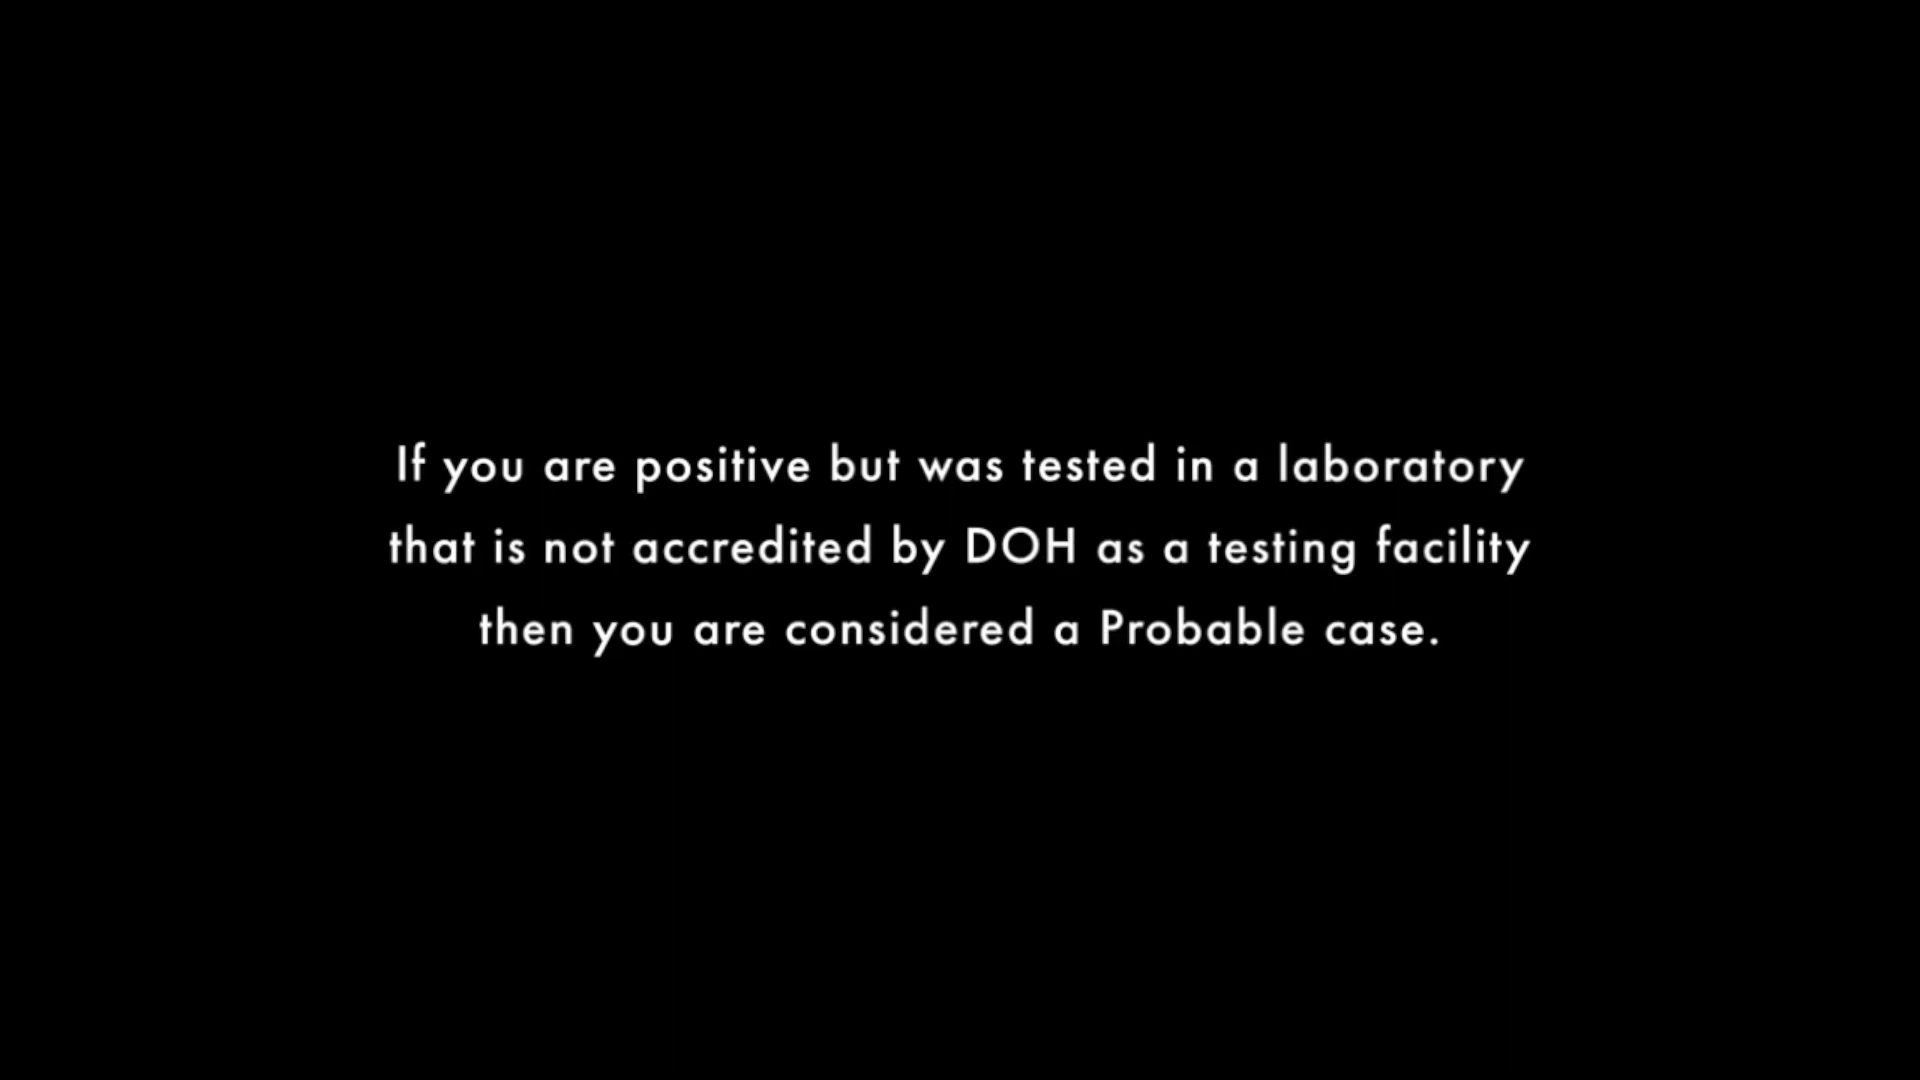 If you are positive but was tested in a laboratory
that is not accredited by DOH as a testing facility
then you are considered a Probable case.